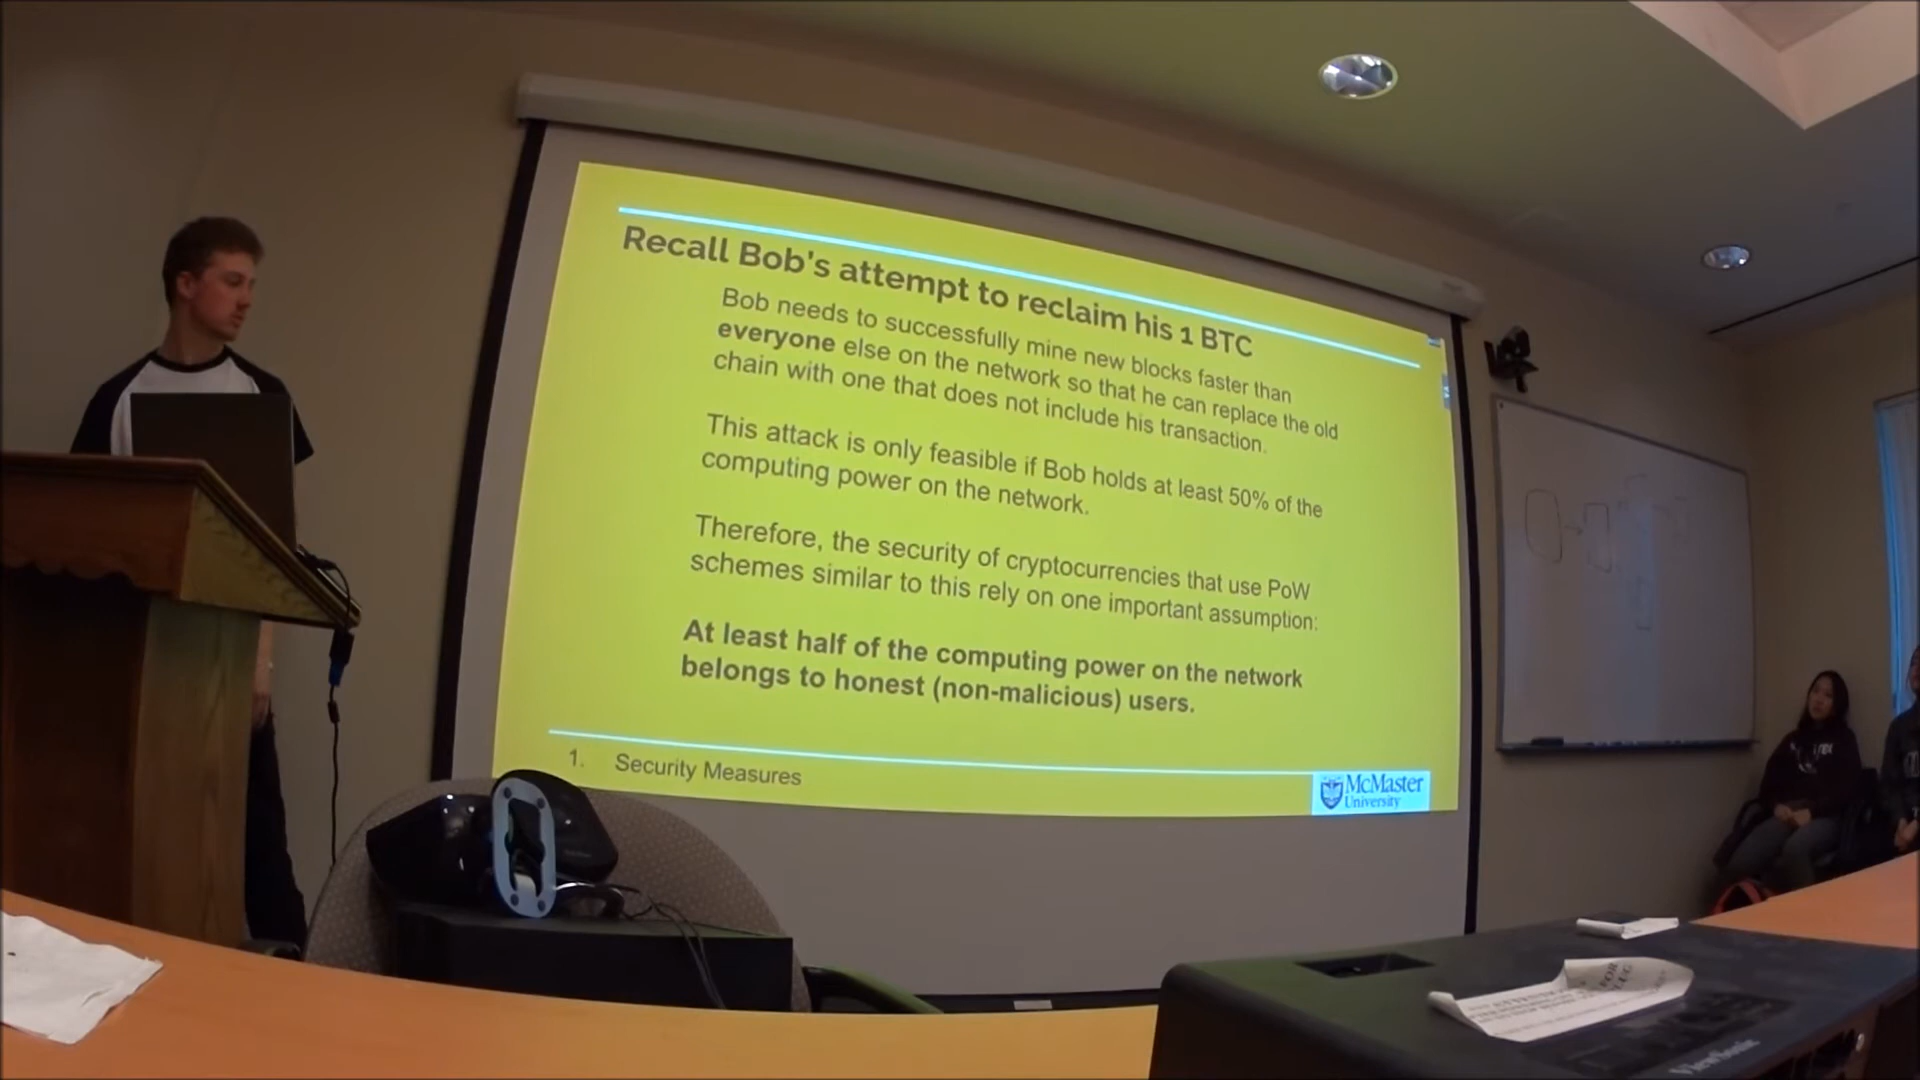 Recall Bob's attempt to reclaim his 1 BTC
Bob needs to successfully mine new blocks faster than
everyone else on the network so that he can replace the old
chain with one that does not include his transaction.
This attack is only feasible if Bob holds at least 50% of the
computing power on the network.
Therefore, the security of cryptocurrencies that use PoW
schemes similar to this rely on one important assumption:
At least half of the computing power on the network
belongs to honest (non-malicious) users.
1. Security Measures
McMaster
University
ViewSonic